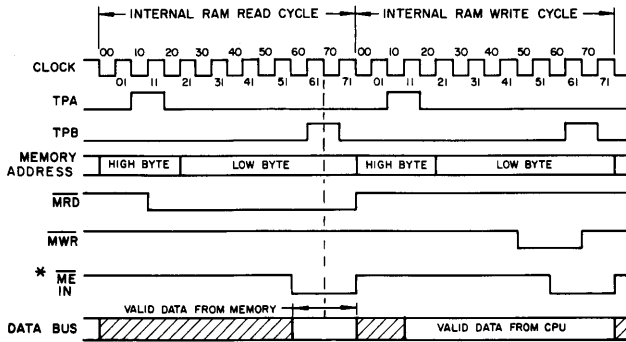 INTERNAL RAM READ CYCLE INTERNAL RAM WRITE CYCLE
00 10 20 30 40 50 60 70 00 10 20 30 40 50 60 70
CLOCK
01 11 21 31 41 51 61 71 01 11 21 31 41 51 61 71
TPA
TPB
MEMORY
ADDRESS
HIGH BYTE LOW BYTE HIGH BYTE LOW BYTE
MRD
MWR
* ME
IN
VALID DATA FROM MEMORY
DATA BUS VALID DATA FROM CPU